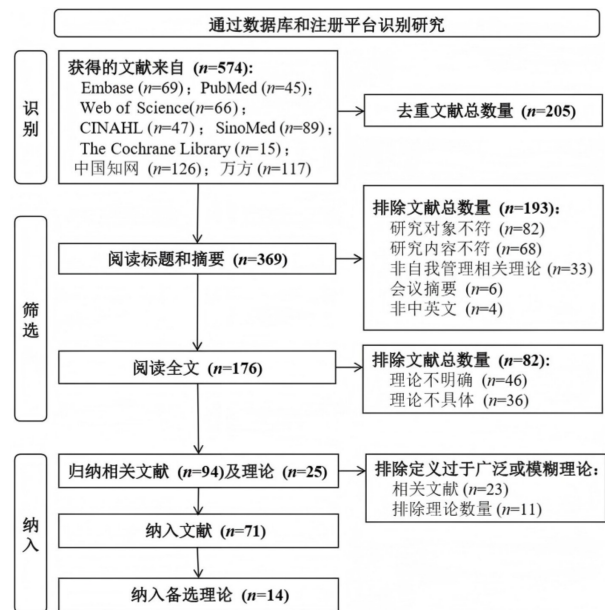 通过数据库和注册平台识别研究
识别
获得的文献来自 (n=574):
Embase (n=69)；PubMed (n=45)；
Web of Science(n=66)；
CINAHL (n=47)；SinoMed (n=89)；
The Cochrane Library (n=15)；
中国知网 (n=126)；万方 (n=117)
去重文献总数量 (n=205)
筛选
阅读标题和摘要 (n=369)
排除文献总数量 (n=193)：
研究对象不符 (n=82)
研究内容不符 (n=68)
非自我管理相关理论 (n=33)
会议摘要 (n=6)
非中英文 (n=4)
阅读全文 (n=176)
排除文献总数量 (n=82)：
理论不明确 (n=46)
理论不具体 (n=36)
纳入
归纳相关文献 (n=94)及理论 (n=25)
排除定义过于广泛或模糊理论：
相关文献 (n=23)
排除理论数量 (n=11)
纳入文献 (n=71)
纳入备选理论 (n=14)